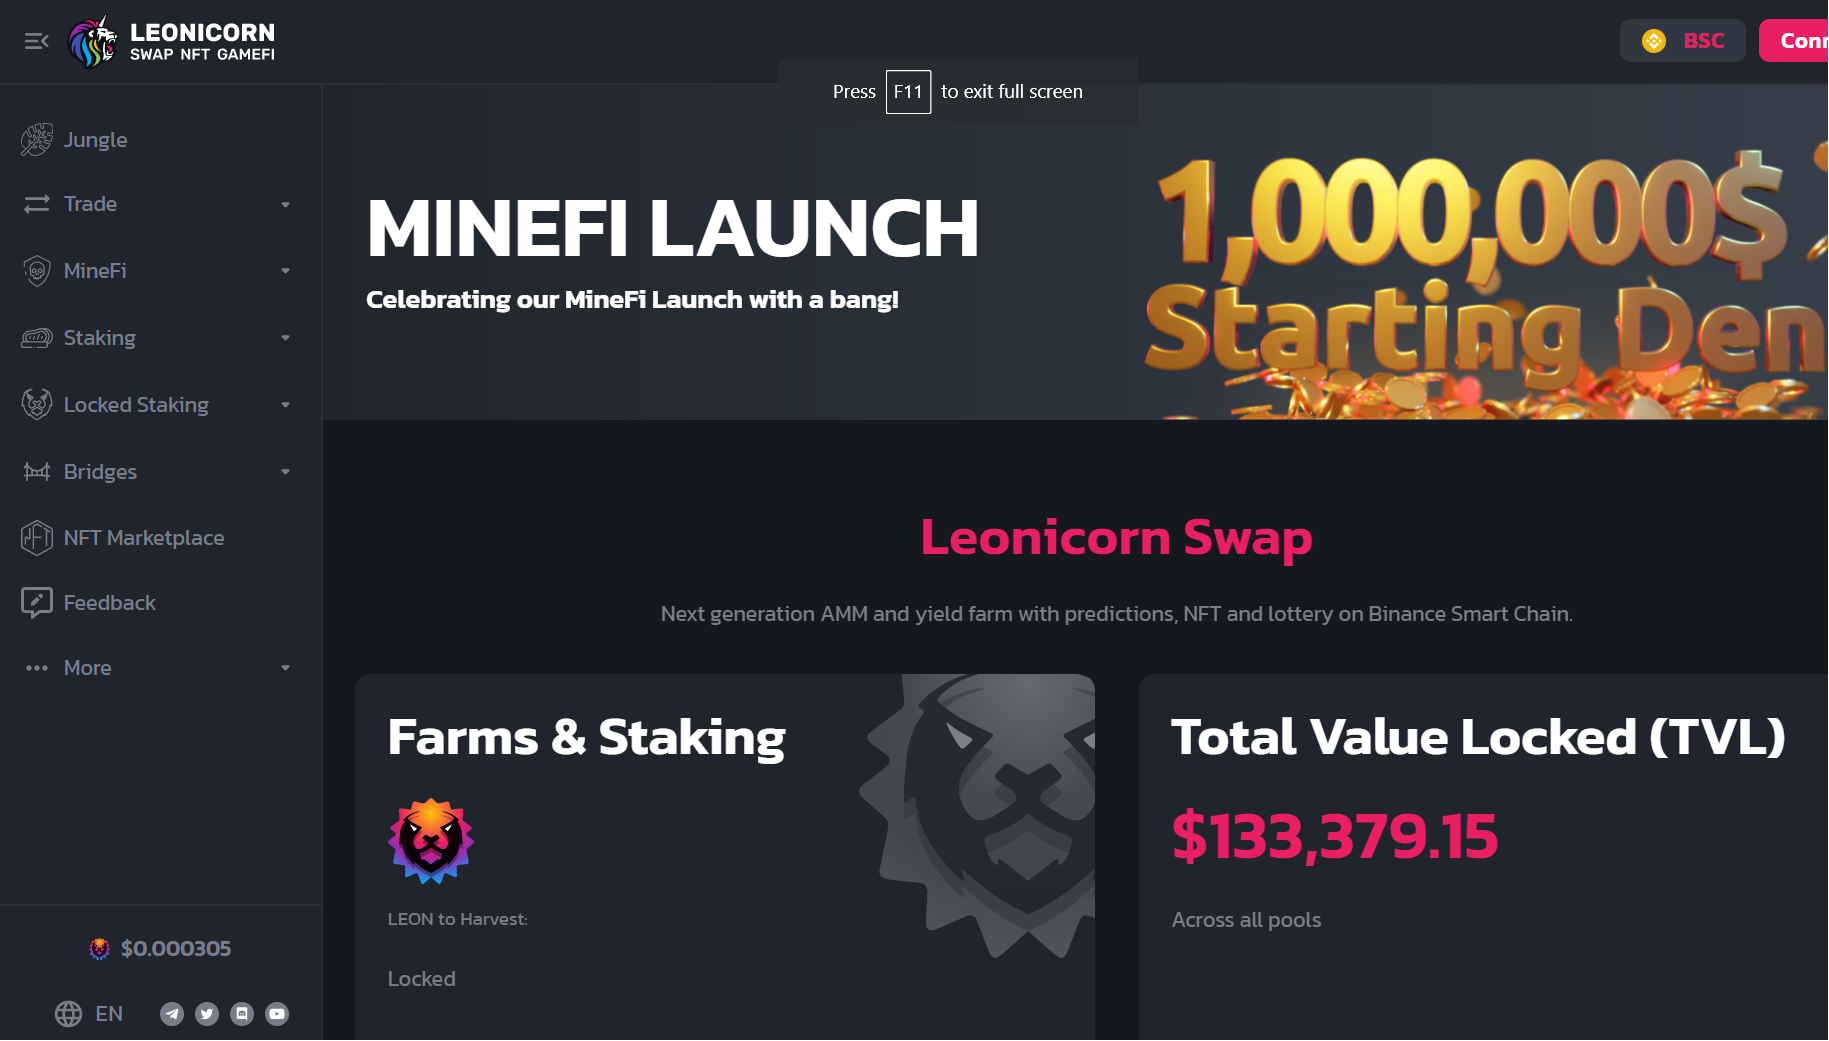 LEONICORN
SWAP NFT GAMEFI
BSC
Conn
Press F11 to exit full screen
Jungle
Trade
MineFi
Staking
Locked Staking
Bridges
NFT Marketplace
Feedback
More
$0.000305
EN
MINEFI LAUNCH
Celebrating our MineFi Launch with a bang!
1,000,000$
Starting Den
Leonicorn Swap
Next generation AMM and yield farm with predictions, NFT and lottery on Binance Smart Chain.
Farms & Staking
LEON to Harvest:
Locked
Total Value Locked (TVL)
$133,379.15
Across all pools